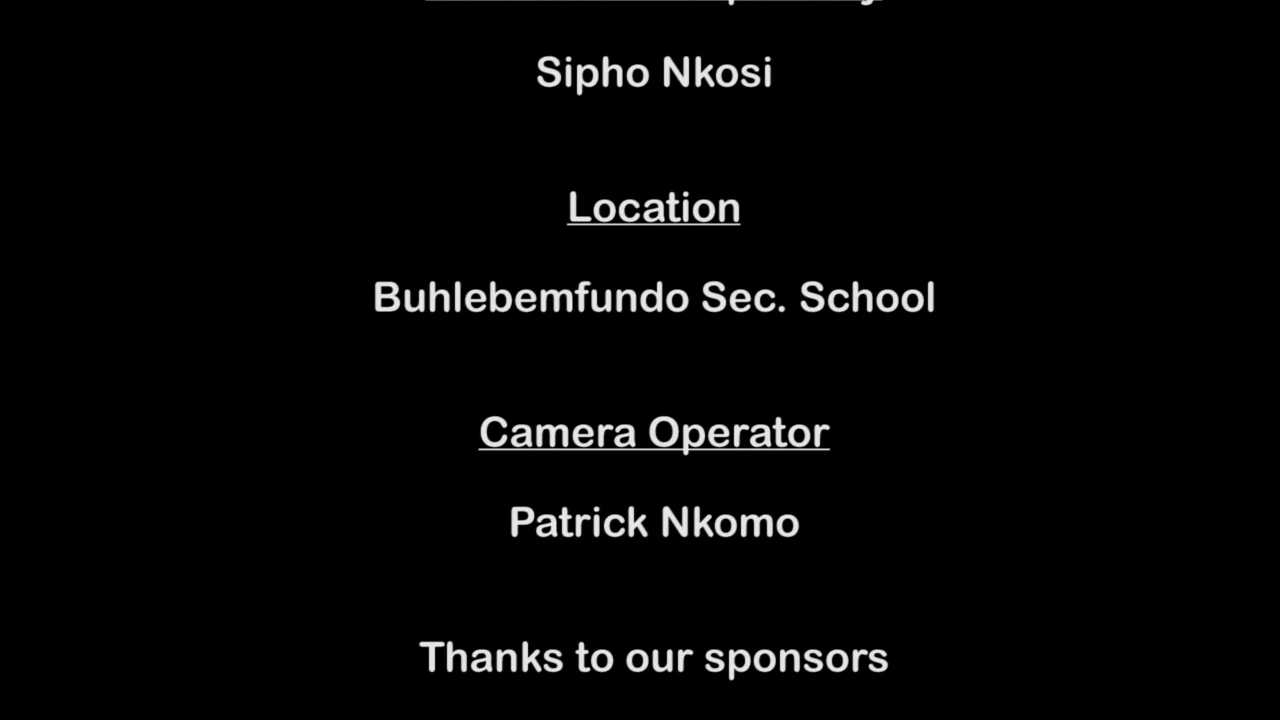 Sipho Nkosi
Location
Buhlebemfundo Sec. School
Camera Operator
Patrick Nkomo
Thanks to our sponsors